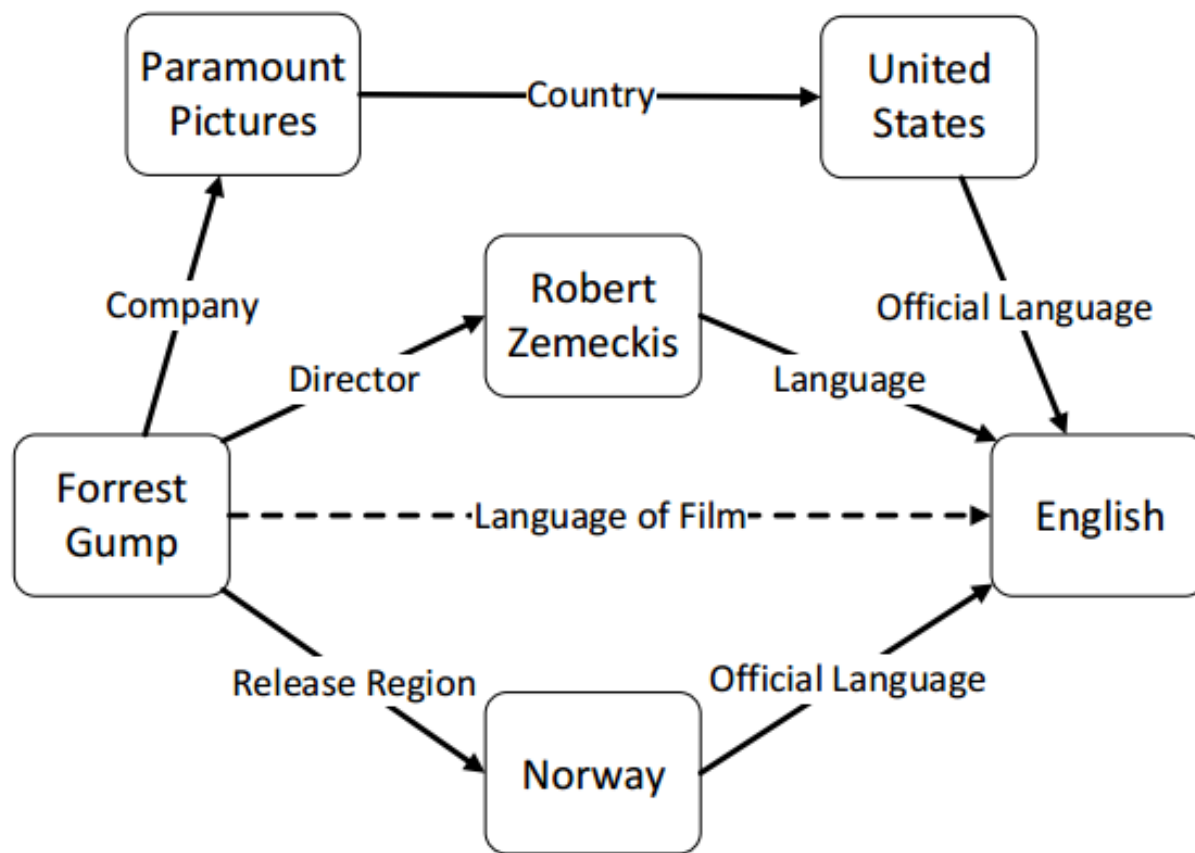 Paramount
Pictures
Country
United
States
Company
Robert
Zemeckis
Official Language
Director
Language
Forrest
Gump
Language of Film
English
Release Region
Official Language
Norway